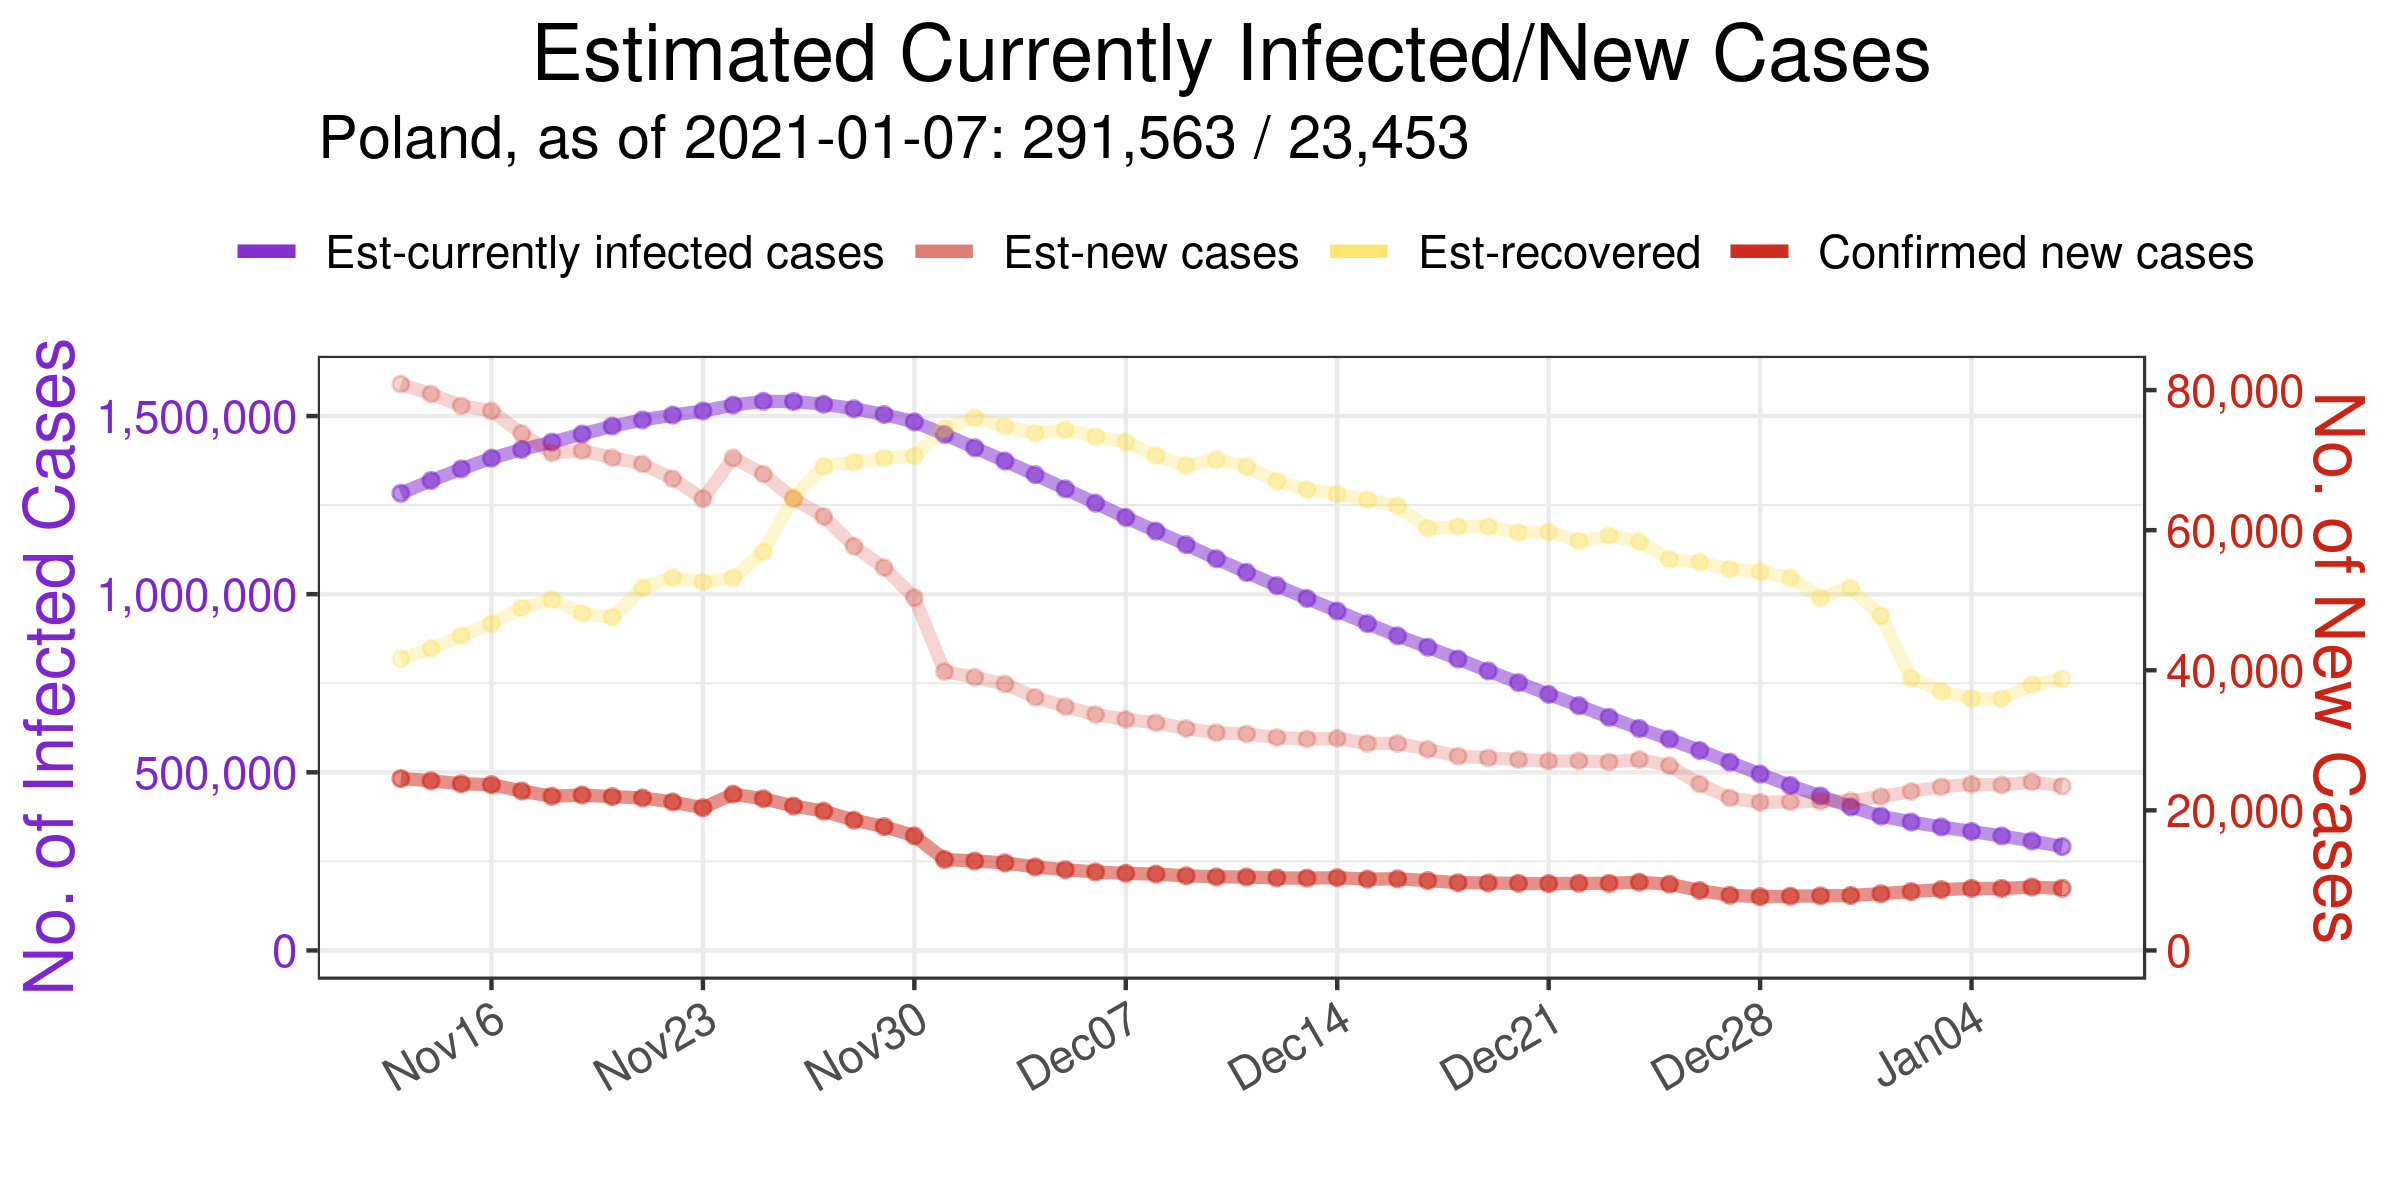 Estimated Currently Infected/New Cases
Poland, as of 2021-01-07: 291,563 / 23,453
Est-currently infected cases Est-new cases Est-recovered Confirmed new cases
No. of Infected Cases
1,500,000
1,000,000
500,000
0
80,000
60,000
40,000
20,000
0
No. of New Cases
Nov16 Nov23 Nov30 Dec07 Dec14 Dec21 Dec28 Jan04